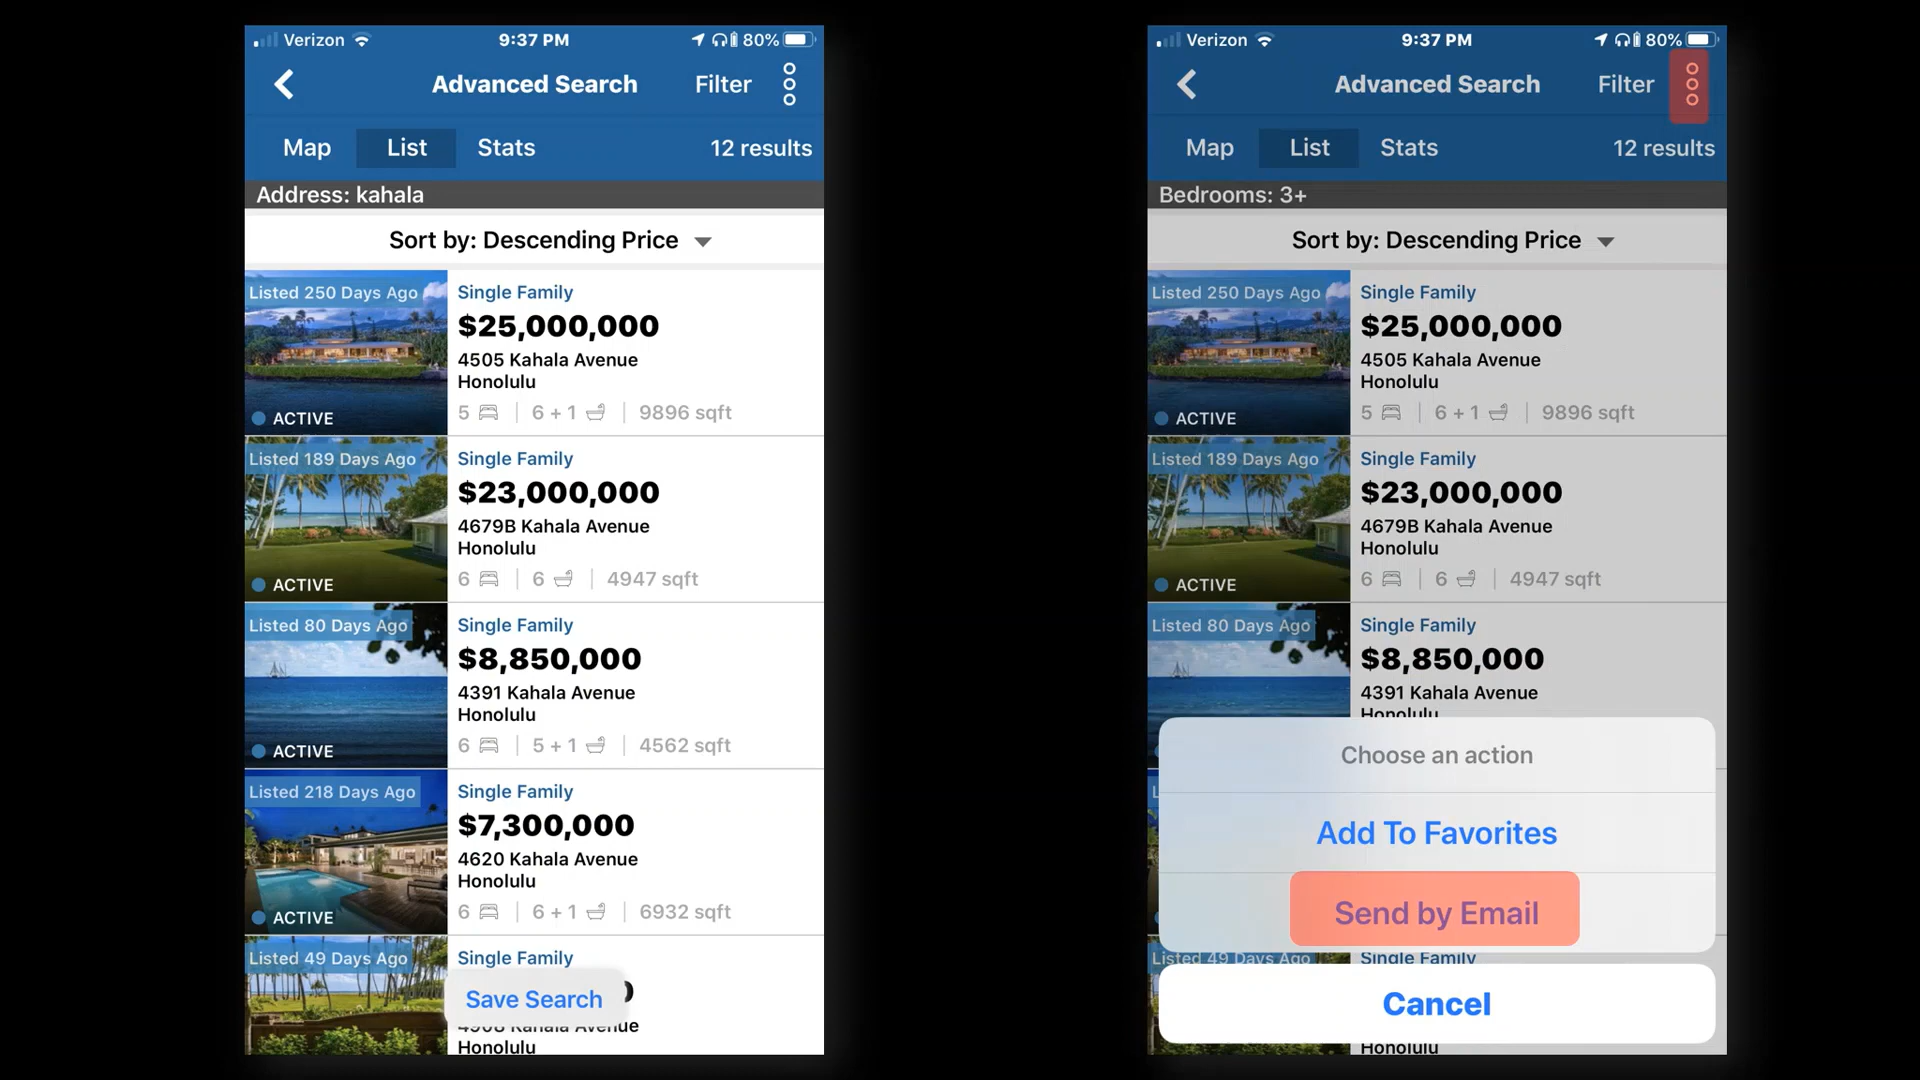 Verizon 9:37 PM 80%
Advanced Search Filter
Map List Stats 12 results
Address: kahala
Sort by: Descending Price
Listed 250 Days Ago
ACTIVE
Single Family
$25,000,000
4505 Kahala Avenue
Honolulu
5 | 6 + 1 | 9896 sqft
Listed 189 Days Ago
ACTIVE
Single Family
$23,000,000
4679B Kahala Avenue
Honolulu
6 | 6 | 4947 sqft
Listed 80 Days Ago
ACTIVE
Single Family
$8,850,000
4391 Kahala Avenue
Honolulu
6 | 5 + 1 | 4562 sqft
Listed 218 Days Ago
ACTIVE
Single Family
$7,300,000
4620 Kahala Avenue
Honolulu
6 | 6 + 1 | 6932 sqft
Listed 49 Days Ago
Single Family
Save Search
Kahala Avenue
Honolulu
Verizon 9:37 PM 80%
Advanced Search Filter
Map List Stats 12 results
Bedrooms: 3+
Sort by: Descending Price
Listed 250 Days Ago
ACTIVE
Single Family
$25,000,000
4505 Kahala Avenue
Honolulu
5 | 6 + 1 | 9896 sqft
Listed 189 Days Ago
ACTIVE
Single Family
$23,000,000
4679B Kahala Avenue
Honolulu
6 | 6 | 4947 sqft
Listed 80 Days Ago
Single Family
$8,850,000
4391 Kahala Avenue
Honolulu
Choose an action
Add To Favorites
Send by Email
Listed 49 Days Ago
Single Family
Cancel
Honolulu